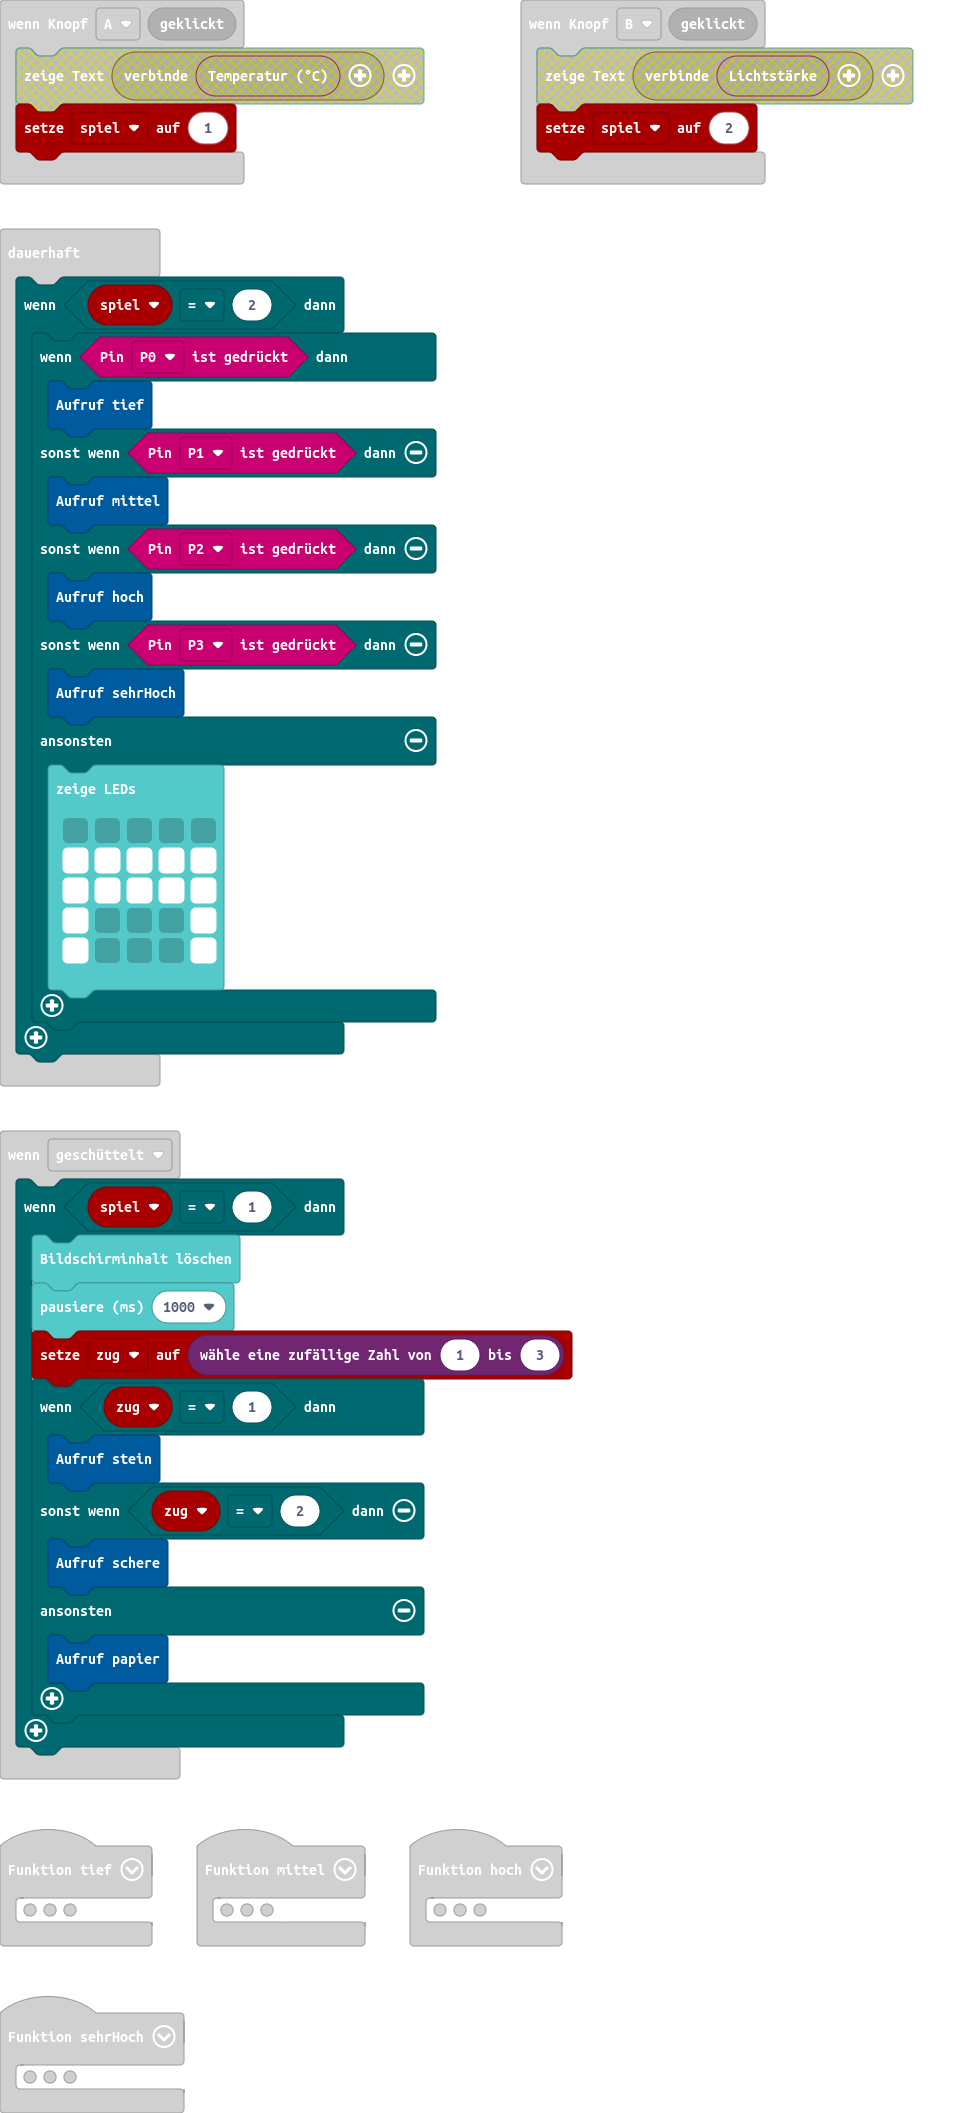 wenn Knopf A geklickt
zeige Text verbinde Temperatur (°C)
setze spiel auf 1
wenn Knopf B geklickt
zeige Text verbinde Lichtstärke
setze spiel auf 2
dauerhaft
wenn spiel = 2 dann
wenn Pin P0 ist gedrückt dann
Aufruf tief
sonst wenn Pin P1 ist gedrückt dann
Aufruf mittel
sonst wenn Pin P2 ist gedrückt dann
Aufruf hoch
sonst wenn Pin P3 ist gedrückt dann
Aufruf sehrHoch
ansonsten
zeige LEDs
wenn geschüttelt
wenn spiel = 1 dann
Bildschirminhalt löschen
pausiere (ms) 1000
setze zug auf wähle eine zufällige Zahl von 1 bis 3
wenn zug = 1 dann
Aufruf stein
sonst wenn zug = 2 dann
Aufruf schere
ansonsten
Aufruf papier
Funktion tief
Funktion mittel
Funktion hoch
Funktion sehrHoch